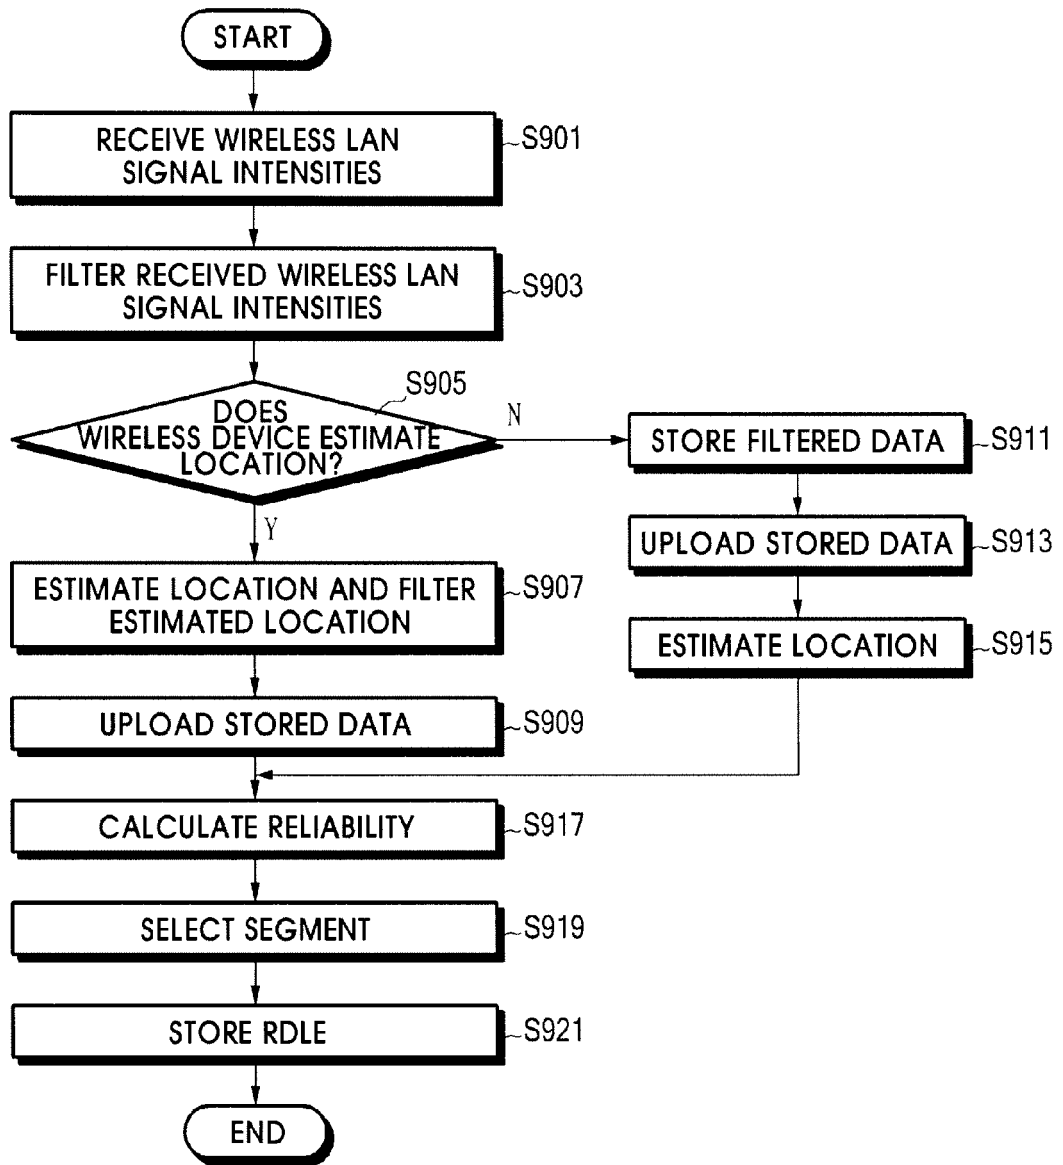 START
RECEIVE WIRELESS LAN
SIGNAL INTENSITIES
S901
FILTER RECEIVED WIRELESS LAN
SIGNAL INTENSITIES
S903
S905
DOES
WIRELESS DEVICE ESTIMATE
LOCATION?
N
Y
STORE FILTERED DATA
S911
UPLOAD STORED DATA
S913
ESTIMATE LOCATION
S915
ESTIMATE LOCATION AND FILTER
ESTIMATED LOCATION
S907
UPLOAD STORED DATA
S909
CALCULATE RELIABILITY
S917
SELECT SEGMENT
S919
STORE RDLE
S921
END